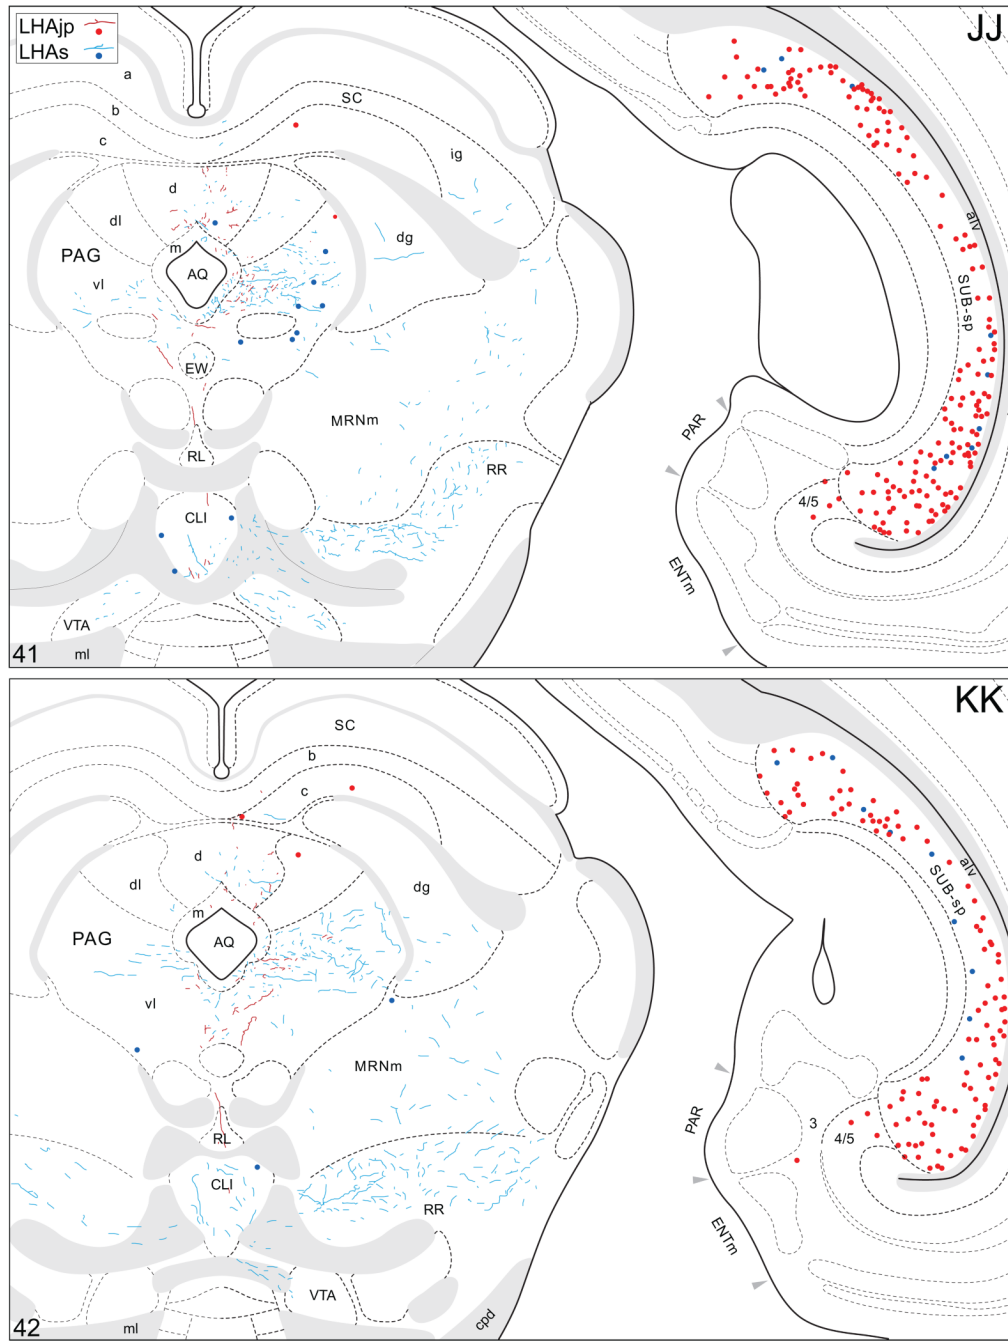 LHAjp
LHAs
JJ
a
b
c
SC
ig
d
dl
m
dg
PAG
AQ
vl
alv
SUB-sp
EW
MRNm
PAR
RL
RR
CLI
4/5
ENTm
VTA
ml
41
KK
SC
b
c
d
dl
dg
m
alv
SUB-sp
PAG
AQ
vl
MRNm
PAR
3
4/5
RL
CLI
RR
ENTm
VTA
ml
cpd
42